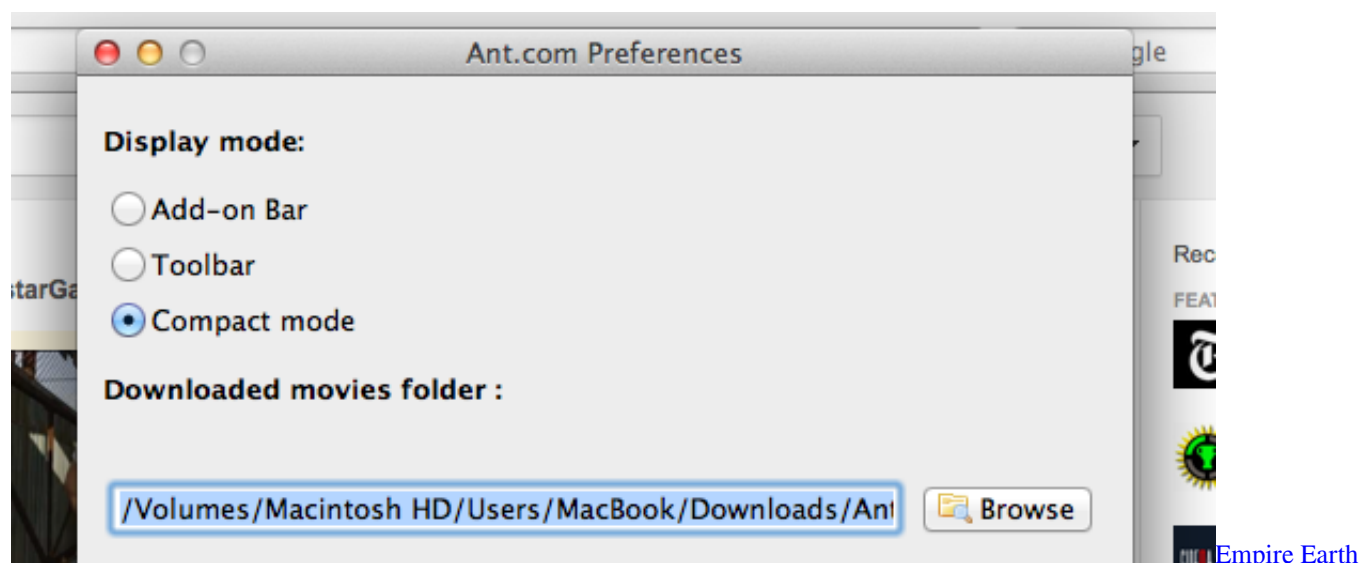 Ant.com Preferences
gle
Display mode:
Add-on Bar
Toolbar
Compact mode
Rec
tarGa
FEAT
Downloaded movies folder :
/Volumes/Macintosh HD/Users/MacBook/Downloads/Ant
Browse
Empire Earth